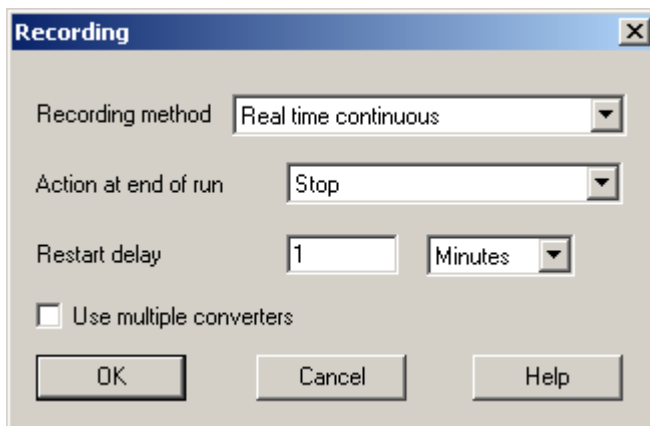 Recording
Recording method Real time continuous
Action at end of run Stop
Restart delay 1 Minutes
Use multiple converters
OK Cancel Help